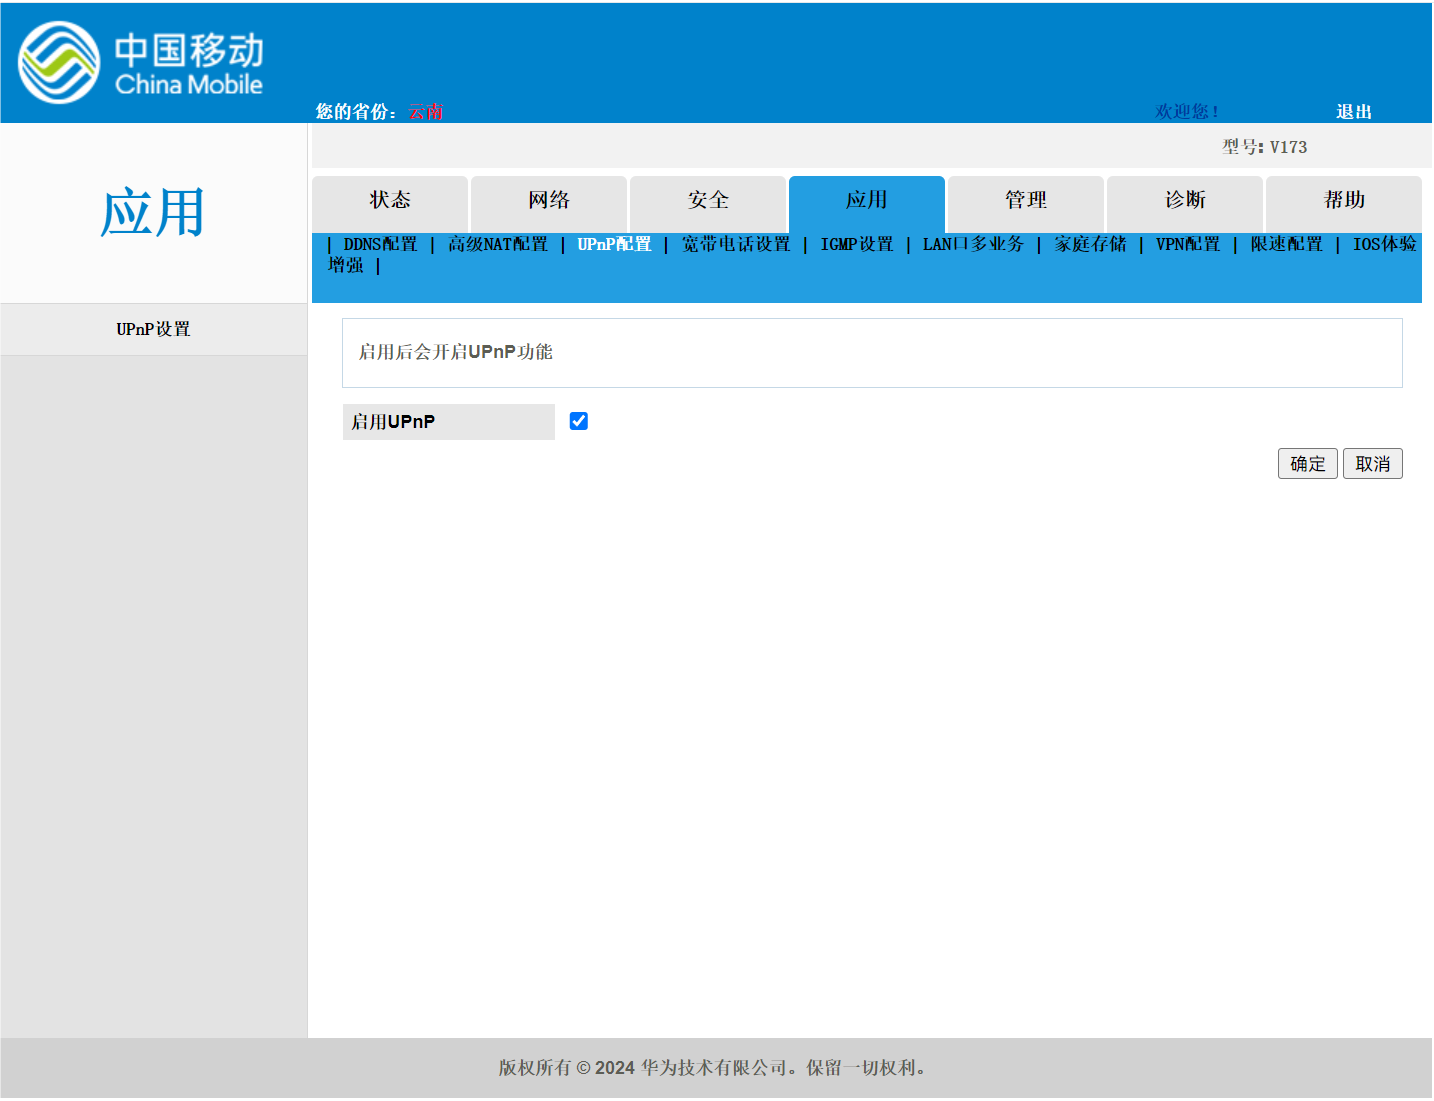 中国移动
China Mobile
您的省份：云南
欢迎您！
退出
型号: V173
应用
状态 网络 安全 应用 管理 诊断 帮助
| DDNS配置 | 高级NAT配置 | UPnP配置 | 宽带电话设置 | IGMP设置 | LAN口多业务 | 家庭存储 | VPN配置 | 限速配置 | IOS体验
增强 |
UPnP设置
启用后会开启UPnP功能
启用UPnP
确定 取消
版权所有 © 2024 华为技术有限公司。保留一切权利。